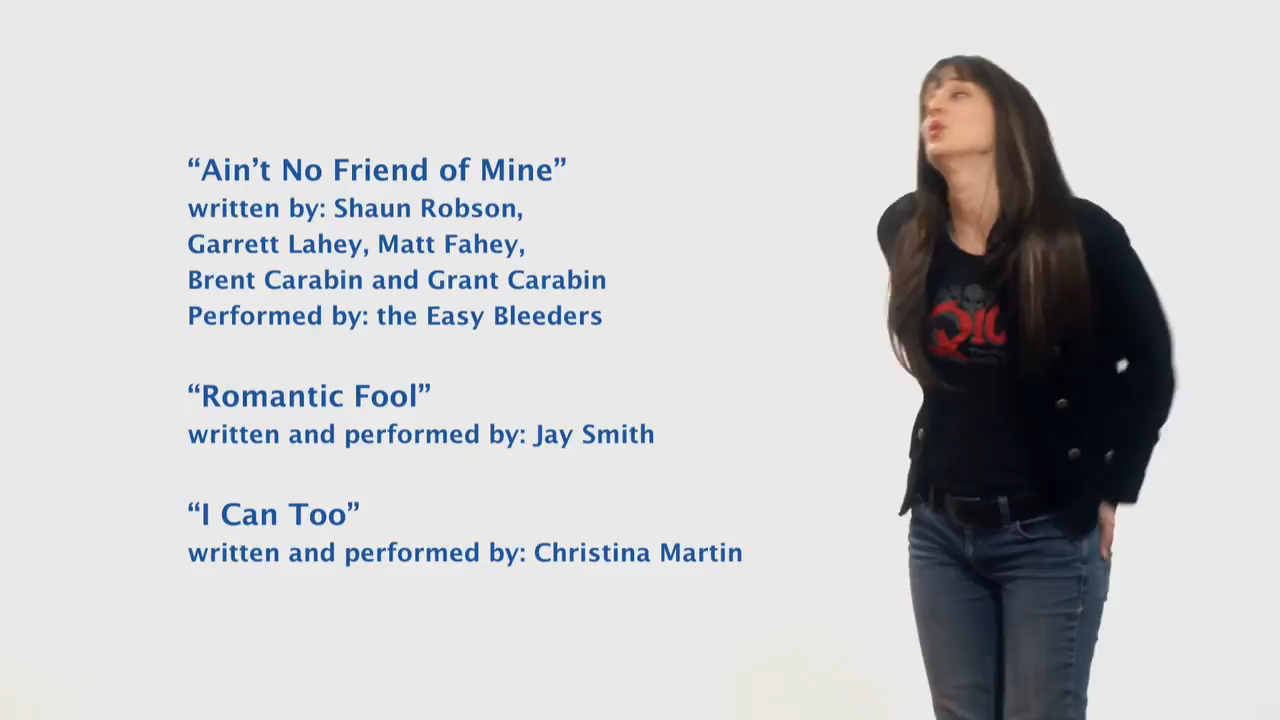 “Ain’t No Friend of Mine”
written by: Shaun Robson,
Garrett Lahey, Matt Fahey,
Brent Carabin and Grant Carabin
Performed by: the Easy Bleeders
“Romantic Fool”
written and performed by: Jay Smith
“I Can Too”
written and performed by: Christina Martin